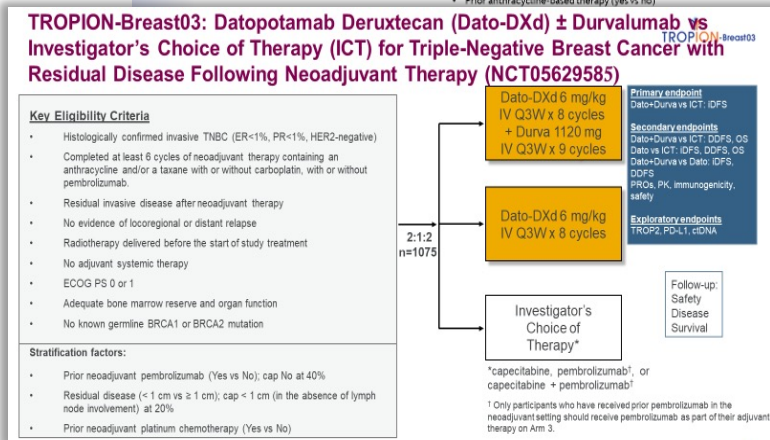 Prior anthracycline-based therapy (yes vs no)
TROPION-Breast03: Datopotamab Deruxtecan (Dato-DXd) ± Durvalumab vs
Investigator's Choice of Therapy (ICT) for Triple-Negative Breast Cancer with
Residual Disease Following Neoadjuvant Therapy (NCT05629585)
TROPION-Breast03
Key Eligibility Criteria
• Histologically confirmed invasive TNBC (ER<1%, PR<1%, HER2-negative)
• Completed at least 6 cycles of neoadjuvant therapy containing an
anthracycline and/or a taxane with or without carboplatin, with or without
pembrolizumab.
• Residual invasive disease after neoadjuvant therapy
• No evidence of locoregional or distant relapse
• Radiotherapy delivered before the start of study treatment
• No adjuvant systemic therapy
• ECOG PS 0 or 1
• Adequate bone marrow reserve and organ function
• No known germline BRCA1 or BRCA2 mutation
Stratification factors:
• Prior neoadjuvant pembrolizumab (Yes vs No); cap No at 40%
• Residual disease (< 1 cm vs ≥ 1 cm); cap < 1 cm (in the absence of lymph
node involvement) at 20%
• Prior neoadjuvant platinum chemotherapy (Yes vs No)
2:1:2
n=1075
Dato-DXd 6 mg/kg
IV Q3W x 8 cycles
+ Durva 1120 mg
IV Q3W x 9 cycles
Dato-DXd 6 mg/kg
IV Q3W x 8 cycles
Investigator's
Choice of
Therapy*
*capecitabine, pembrolizumab†, or
capecitabine + pembrolizumab†
† Only participants who have received prior pembrolizumab in the
neoadjuvant setting should receive pembrolizumab as part of their adjuvant
therapy on Arm 3.
Primary endpoint
Dato+Durva vs ICT: iDFS
Secondary endpoints
Dato+Durva vs ICT: DDFS, OS
Dato vs ICT: iDFS, DDFS, OS
Dato+Durva vs Dato: iDFS,
DDFS
PROs, PK, immunogenicity,
safety
Exploratory endpoints
TROP2, PD-L1, ctDNA
Follow-up:
Safety
Disease
Survival